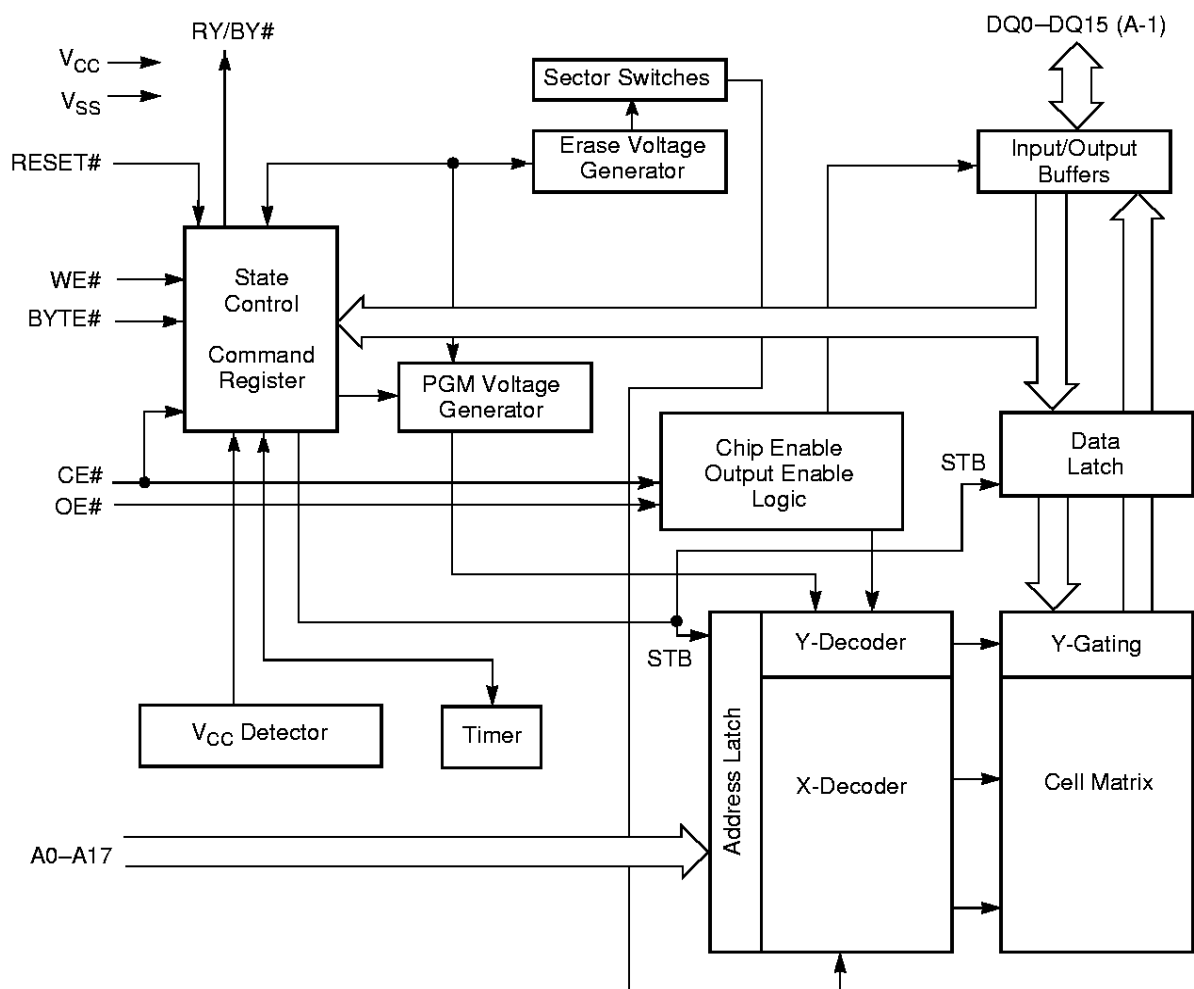 RY/BY#
DQ0–DQ15 (A-1)
VCC
VSS
Sector Switches
RESET#
Erase Voltage
Generator
Input/Output
Buffers
WE#
BYTE#
State
Control
Command
Register
PGM Voltage
Generator
CE#
OE#
Chip Enable
Output Enable
Logic
STB
Data
Latch
STB
Y-Decoder
Y-Gating
VCC Detector
Timer
Address Latch
X-Decoder
Cell Matrix
A0–A17